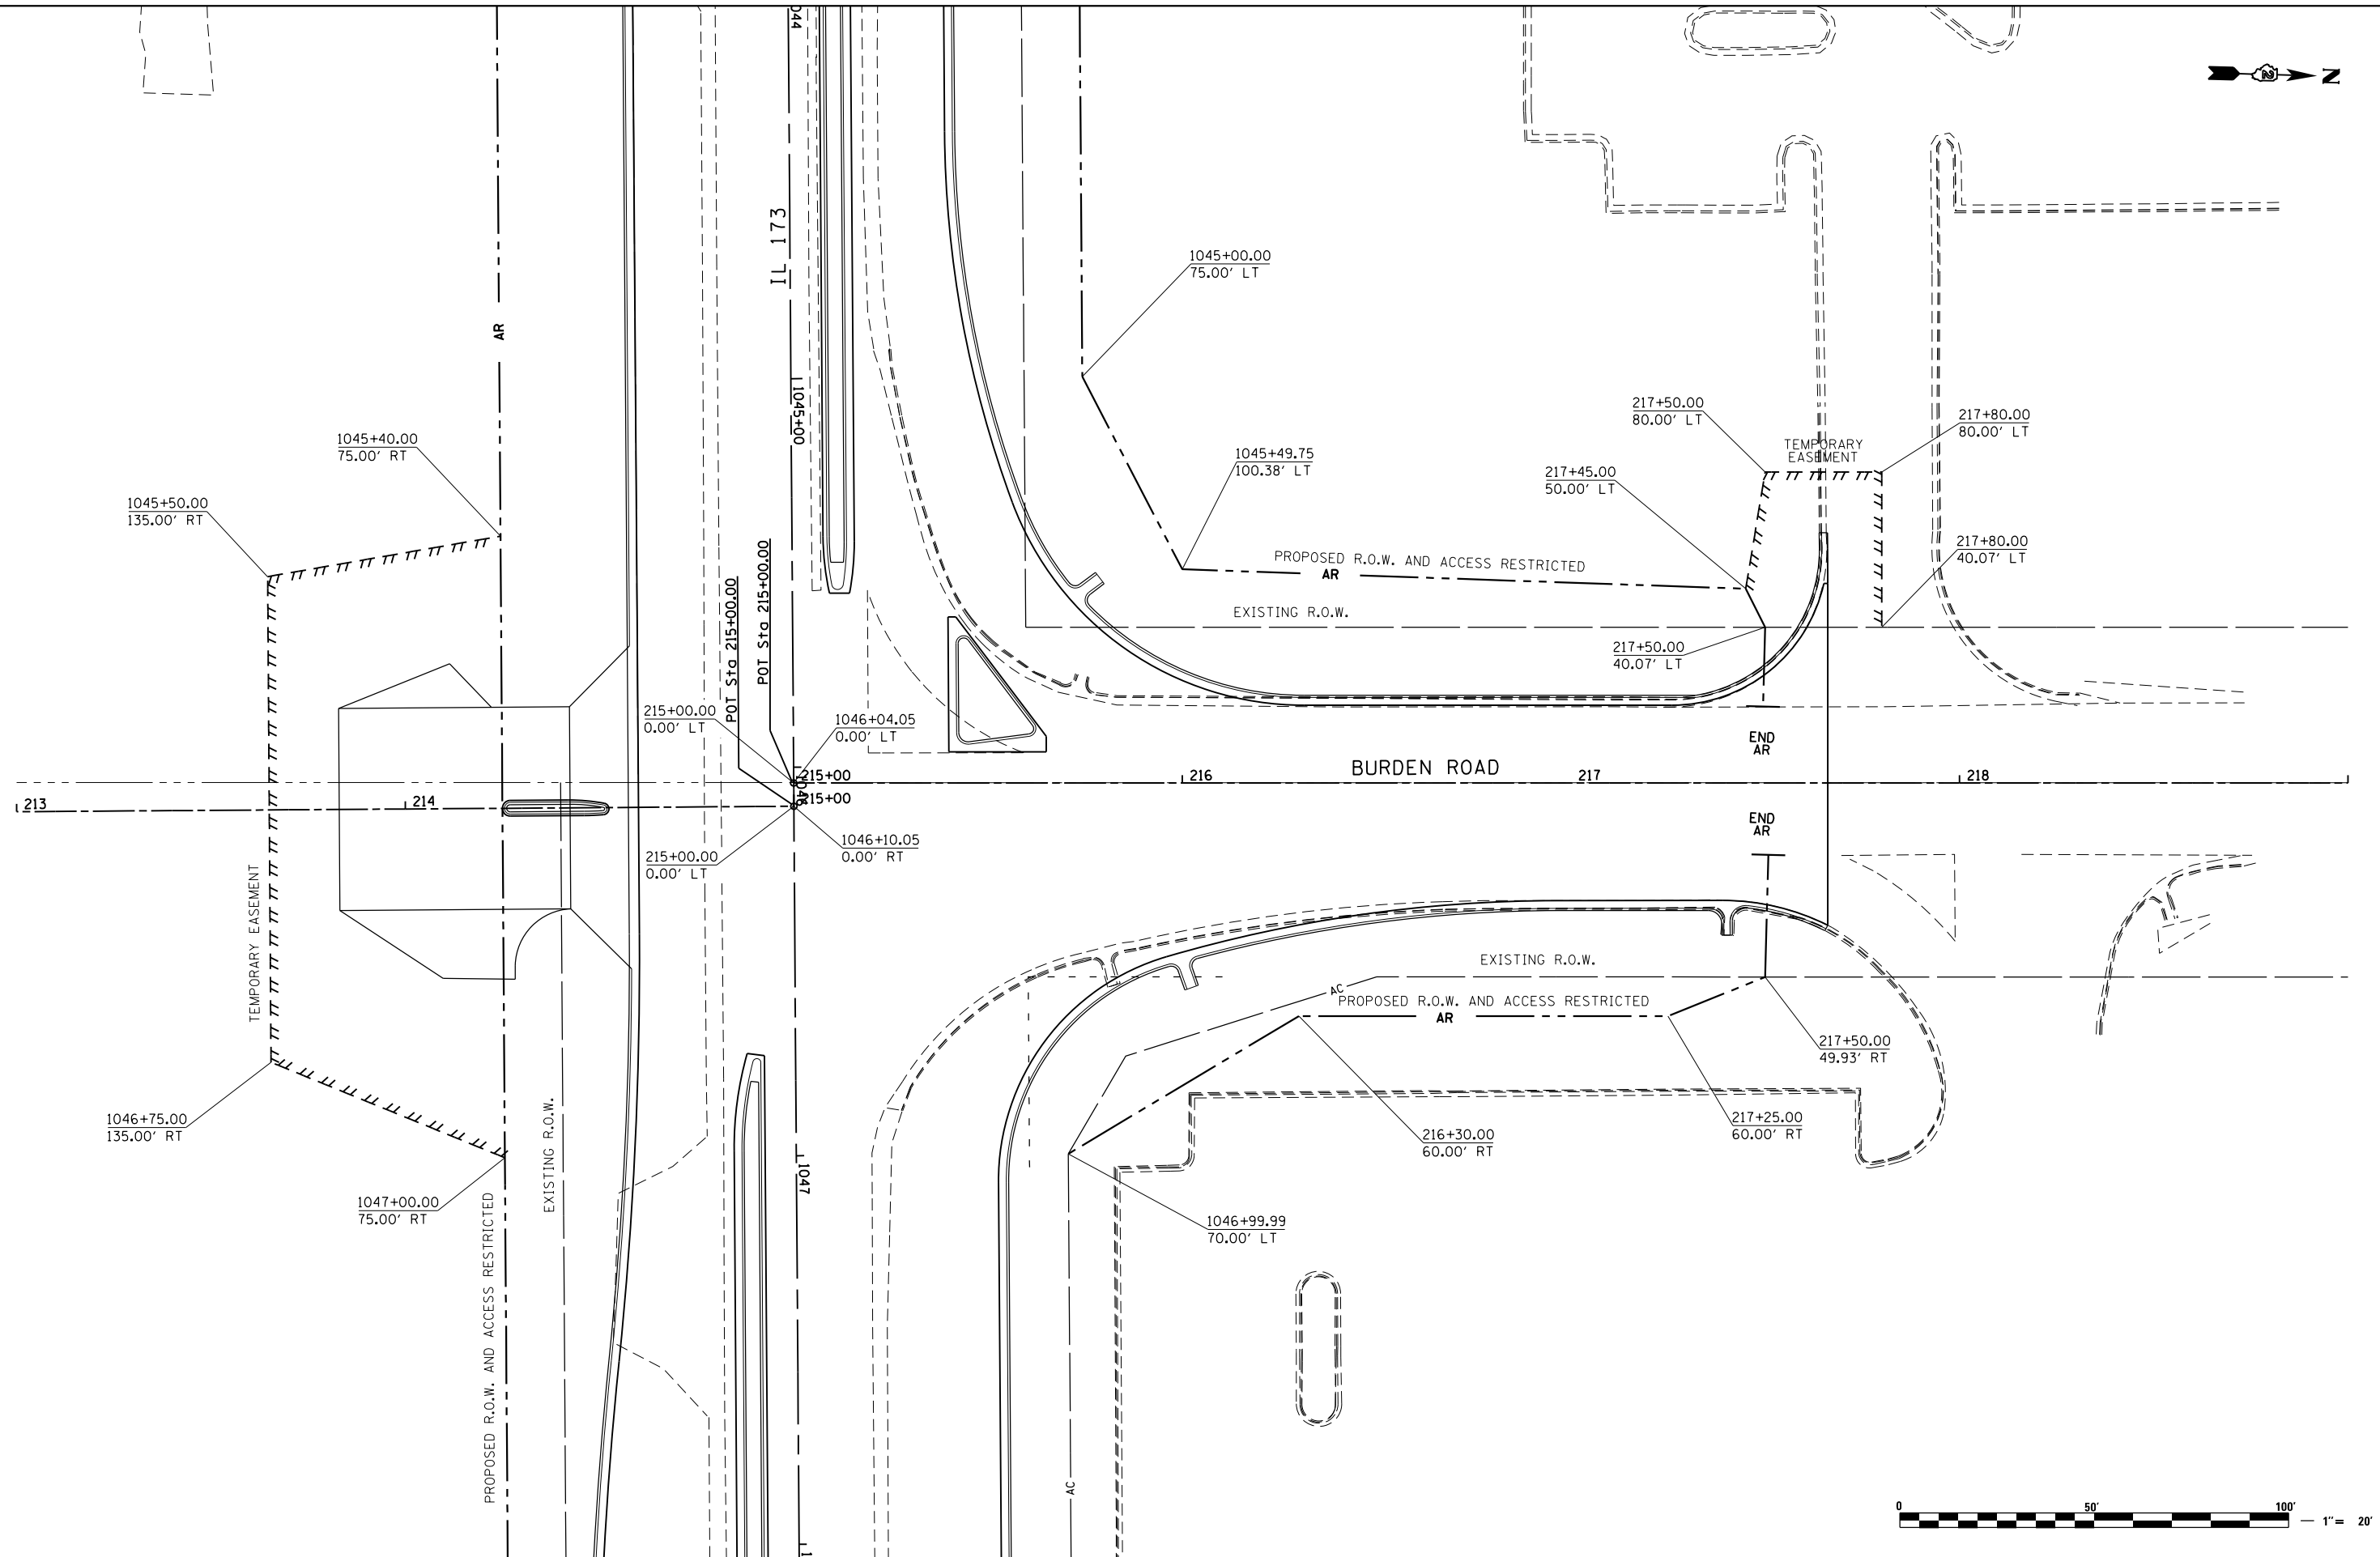 1044
N
IL 173
1045+00.00
75.00' LT
1045+00
1045+40.00
75.00' RT
AR
1045+50.00
135.00' RT
1045+49.75
100.38' LT
217+50.00
80.00' LT
217+80.00
80.00' LT
TEMPORARY
EASEMENT
217+45.00
50.00' LT
217+80.00
40.07' LT
PROPOSED R.O.W. AND ACCESS RESTRICTED
AR
EXISTING R.O.W.
217+50.00
40.07' LT
POT Sta 215+00.00
POT Sta 215+00.00
215+00.00
0.00' LT
1046+04.05
0.00' LT
END
AR
BURDEN ROAD
215+00
216
217
218
1046
213
214
215+00
END
AR
1046+10.05
0.00' RT
215+00.00
0.00' LT
TEMPORARY EASEMENT
EXISTING R.O.W.
AC
PROPOSED R.O.W. AND ACCESS RESTRICTED
AR
217+50.00
49.93' RT
1046+75.00
135.00' RT
217+25.00
60.00' RT
216+30.00
60.00' RT
1047
1047+00.00
75.00' RT
1046+99.99
70.00' LT
EXISTING R.O.W.
PROPOSED R.O.W. AND ACCESS RESTRICTED
AC
0 50' 100'
1"= 20'